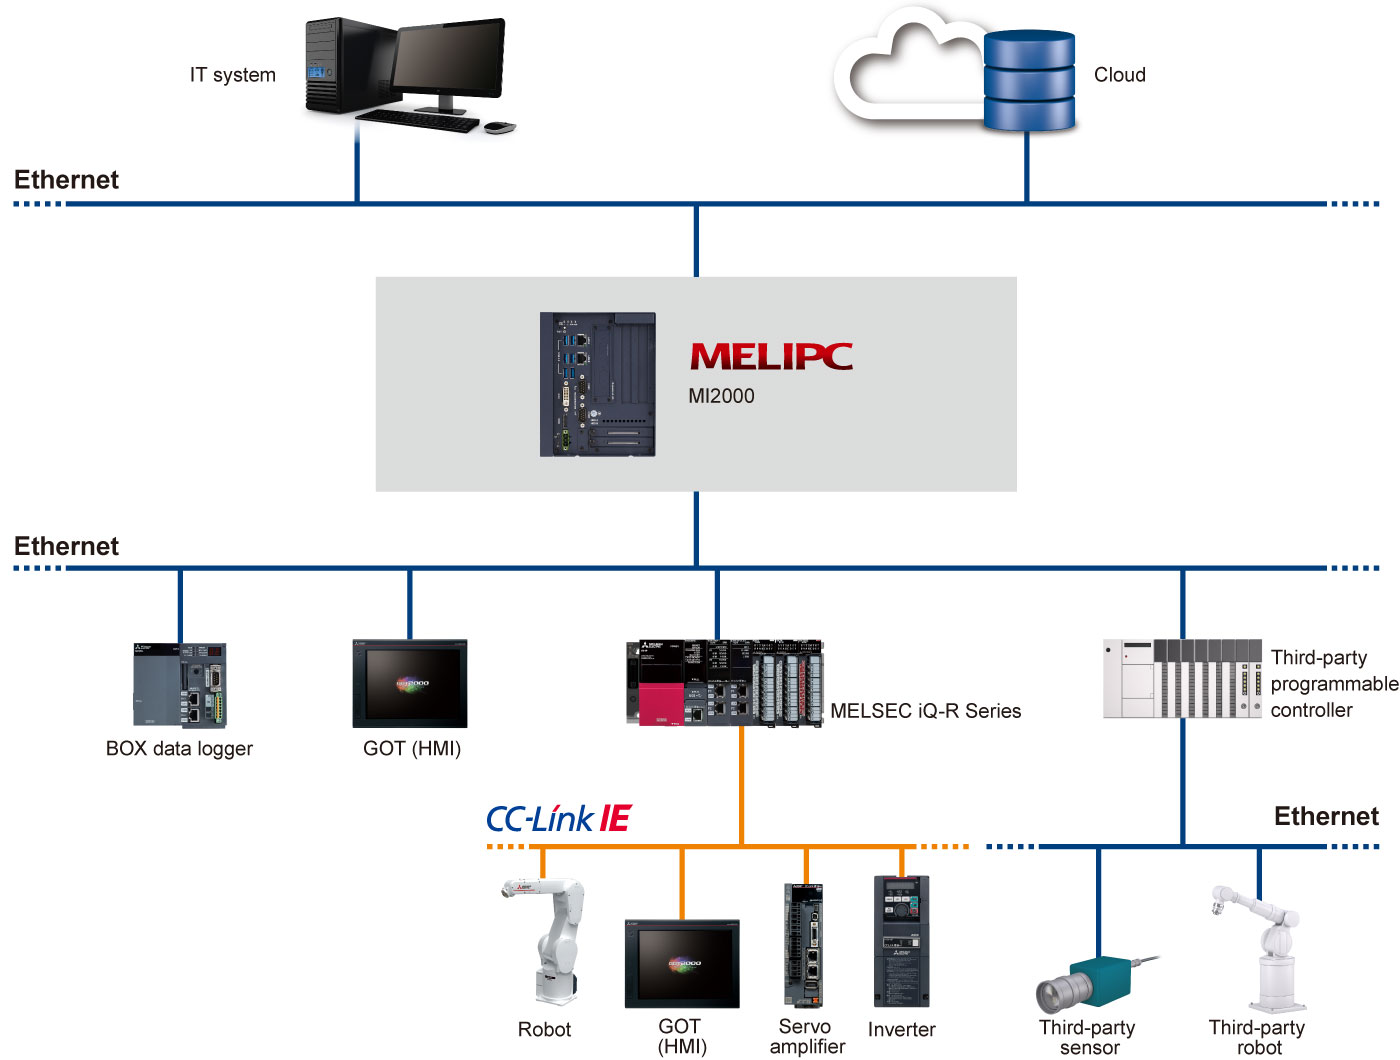 IT system
Cloud
Ethernet
MELIPC
MI2000
Ethernet
BOX data logger
GOT (HMI)
MELSEC iQ-R Series
Third-party
programmable
controller
CC-Link IE
Ethernet
Robot
GOT
(HMI)
Servo
amplifier
Inverter
Third-party
sensor
Third-party
robot